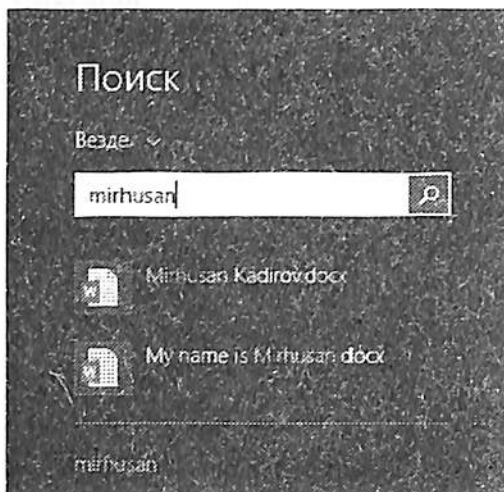 Поиск
Везде
mirhusan
Mirhusan Kadirov.docx
My name is Mirhusan.docx
mirhusan